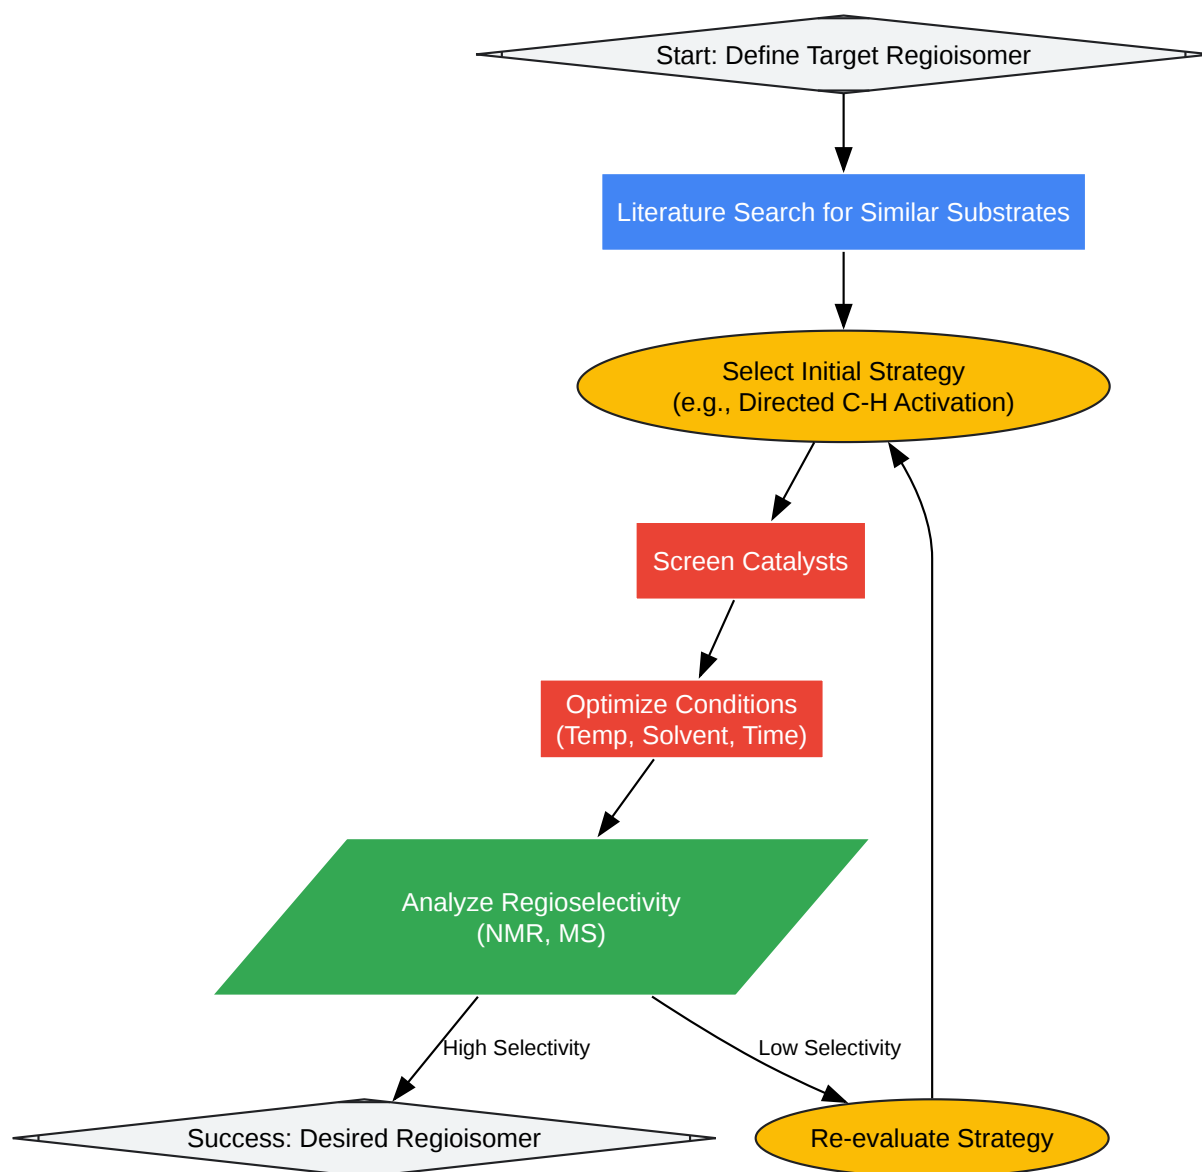 Start: Define Target Regioisomer
Literature Search for Similar Substrates
Select Initial Strategy
(e.g., Directed C-H Activation)
Screen Catalysts
Optimize Conditions
(Temp, Solvent, Time)
Analyze Regioselectivity
(NMR, MS)
High Selectivity
Low Selectivity
Success: Desired Regioisomer
Re-evaluate Strategy